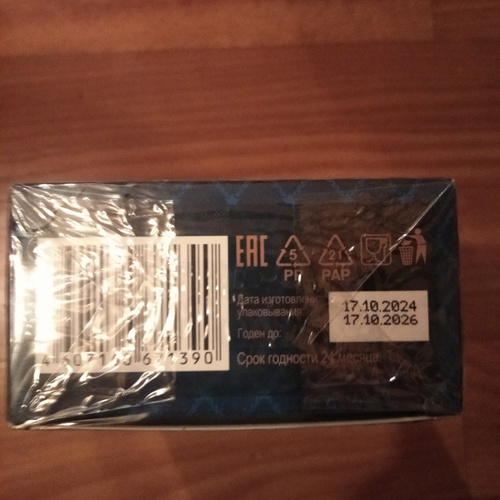 EAC
5
PP
21
PAP
Дата изготовления
упаковывания:
17.10.2024
17.10.2026
Годен до:
Срок годности 24 месяца.